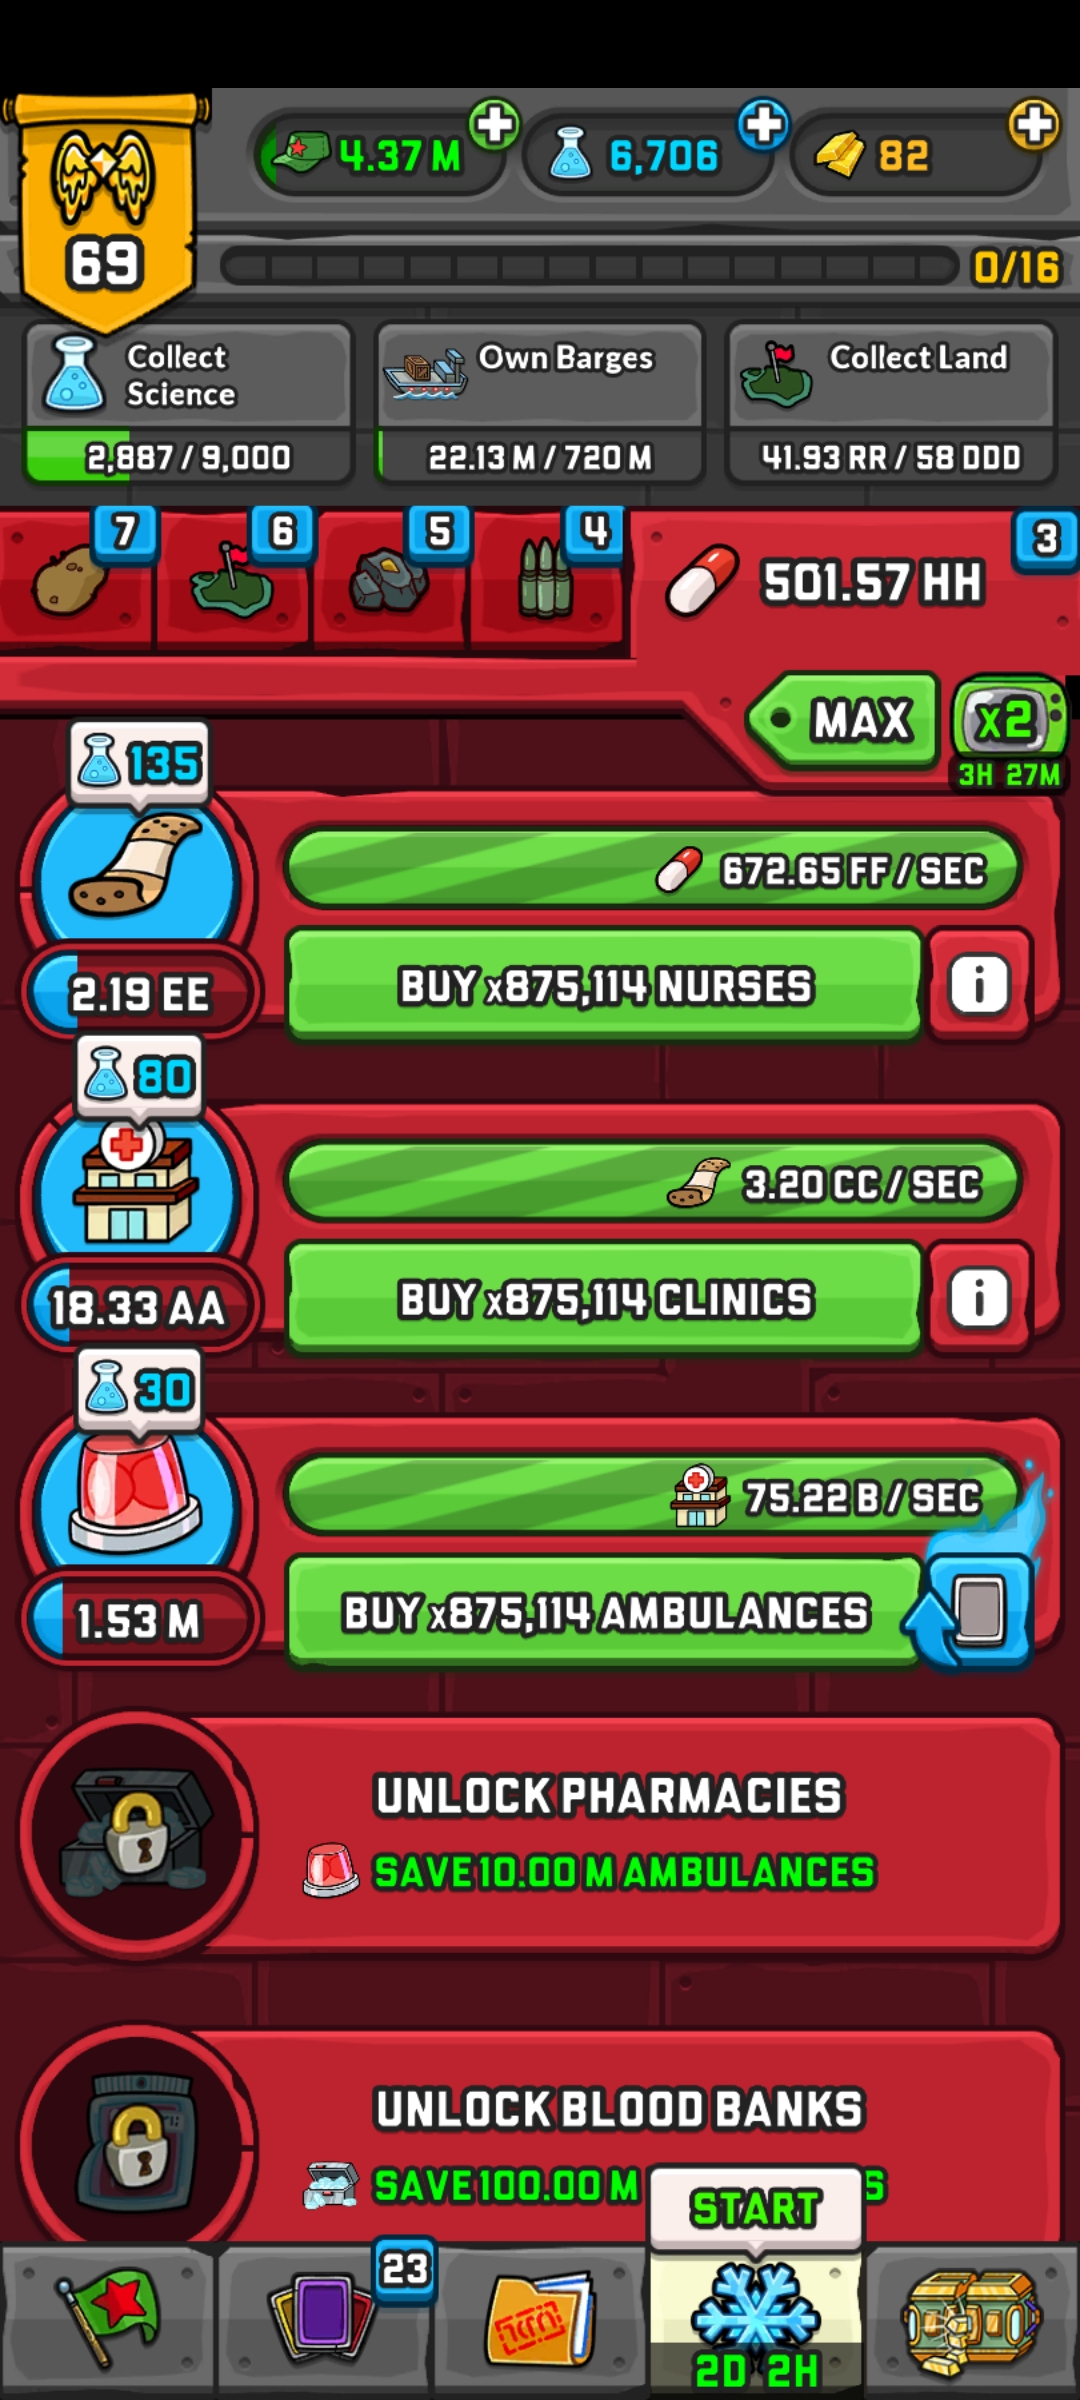 4.37 M
6,706
82
69
0/16
Collect
Science
2,887 / 9,000
Own Barges
22.13 M / 720 M
Collect Land
41.93 RR / 58 DDD
7
6
5
4
3
501.57 HH
MAX
x2
3H 27M
135
672.65 FF / SEC
2.19 EE
BUY x875,114 NURSES
i
80
3.20 CC / SEC
18.33 AA
BUY x875,114 CLINICS
i
30
75.22 B / SEC
1.53 M
BUY x875,114 AMBULANCES
UNLOCK PHARMACIES
SAVE 10.00 M AMBULANCES
UNLOCK BLOOD BANKS
SAVE 100.00 M
START
23
2D 2H